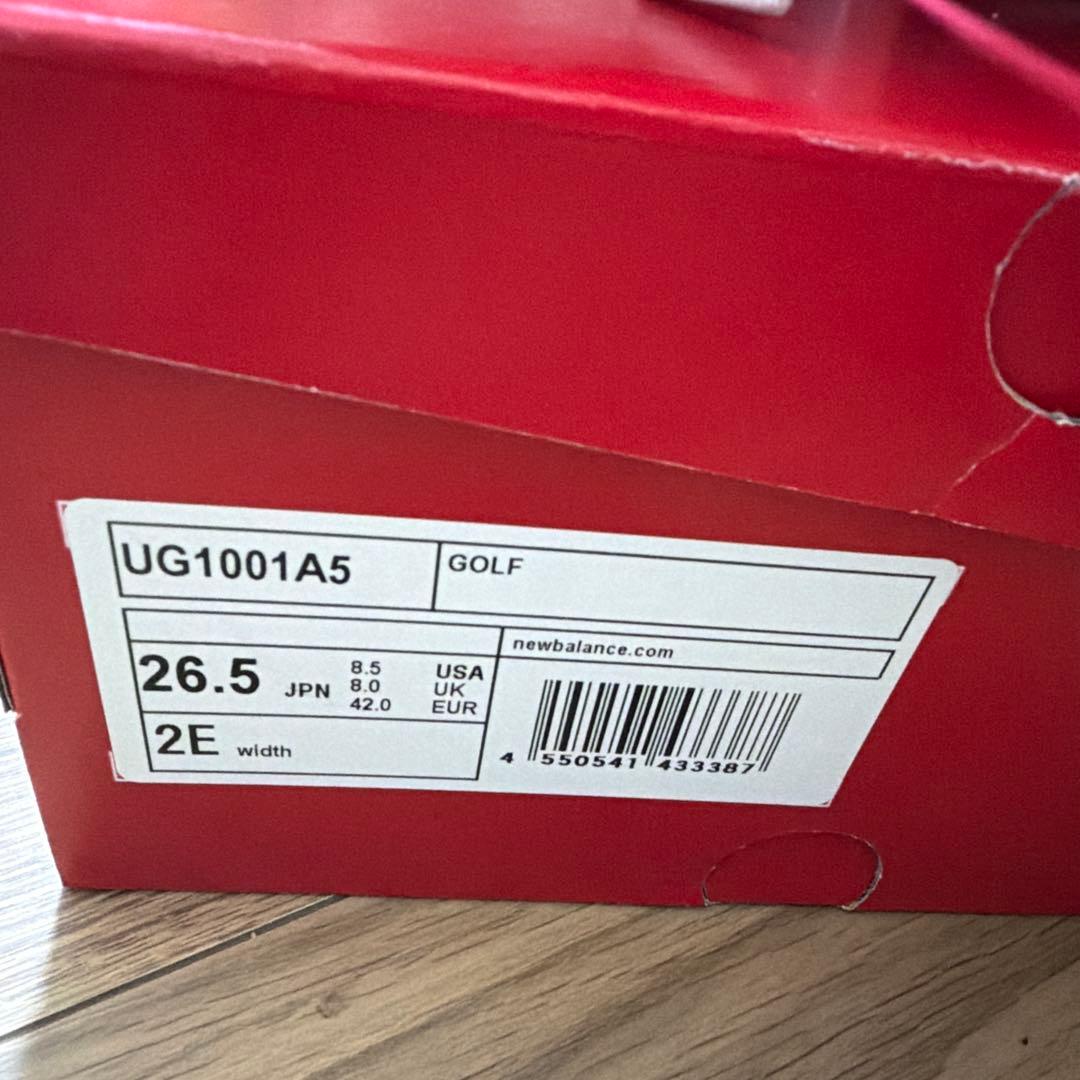 UG1001A5
GOLF
newbalance.com
26.5 JPN
8.5 USA
8.0 UK
42.0 EUR
2E width
4 550541 433387